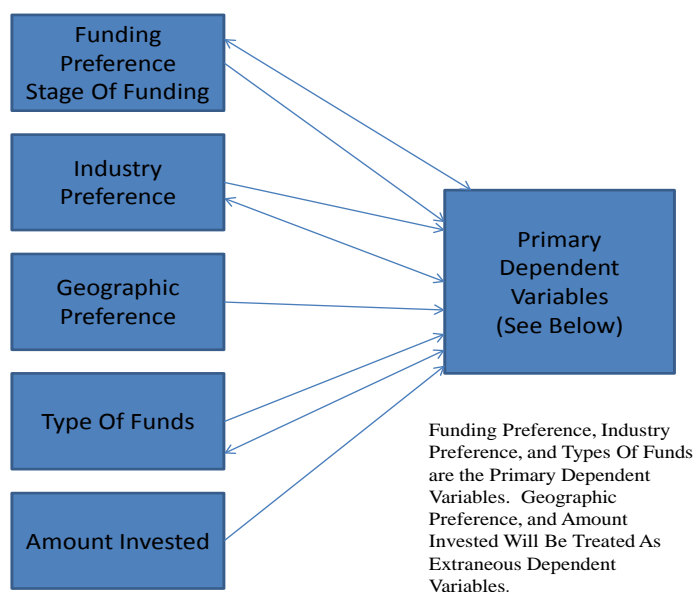 Funding
Preference
Stage Of Funding
Industry
Preference
Geographic
Preference
Type Of Funds
Amount Invested
Primary
Dependent
Variables
(See Below)
Funding Preference, Industry
Preference, and Types Of Funds
are the Primary Dependent
Variables.  Geographic
Preference, and Amount
Invested Will Be Treated As
Extraneous Dependent
Variables.